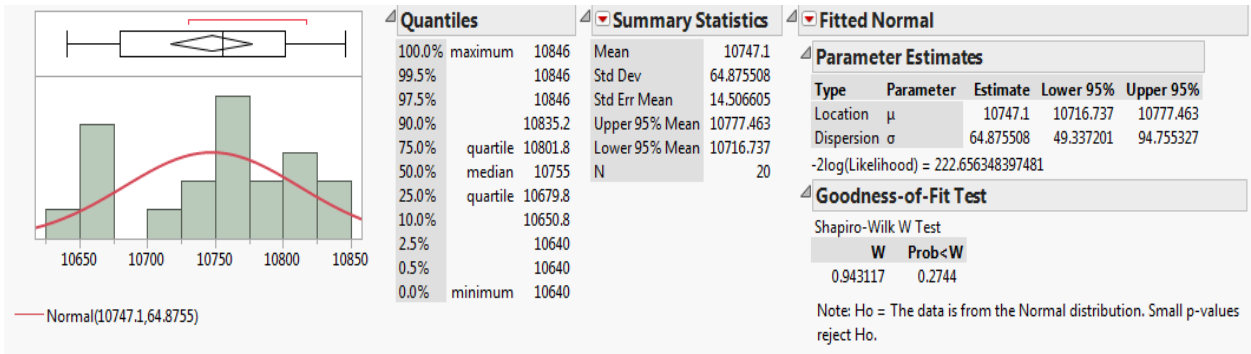 10650 10700 10750 10800 10850
Normal(10747.1,64.8755)
Quantiles
100.0% maximum 10846
99.5% 10846
97.5% 10846
90.0% 10835.2
75.0% quartile 10801.8
50.0% median 10755
25.0% quartile 10679.8
10.0% 10650.8
2.5% 10640
0.5% 10640
0.0% minimum 10640
Summary Statistics
Mean 10747.1
Std Dev 64.875508
Std Err Mean 14.506605
Upper 95% Mean 10777.463
Lower 95% Mean 10716.737
N 20
Fitted Normal
Parameter Estimates
Type Parameter Estimate Lower 95% Upper 95%
Location μ 10747.1 10716.737 10777.463
Dispersion σ 64.875508 49.337201 94.755327
-2log(Likelihood) = 222.656348397481
Goodness-of-Fit Test
Shapiro-Wilk W Test
W Prob<W
0.943117 0.2744
Note: Ho = The data is from the Normal distribution. Small p-values
reject Ho.